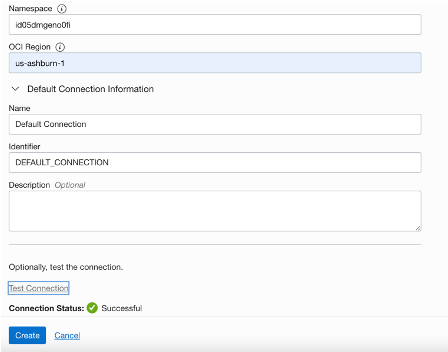 Namespace
id05dmgeno0fi
OCI Region
us-ashburn-1
Default Connection Information
Name
Default Connection
Identifier
DEFAULT_CONNECTION
Description Optional
Optionally, test the connection.
Test Connection
Connection Status: Successful
Create Cancel